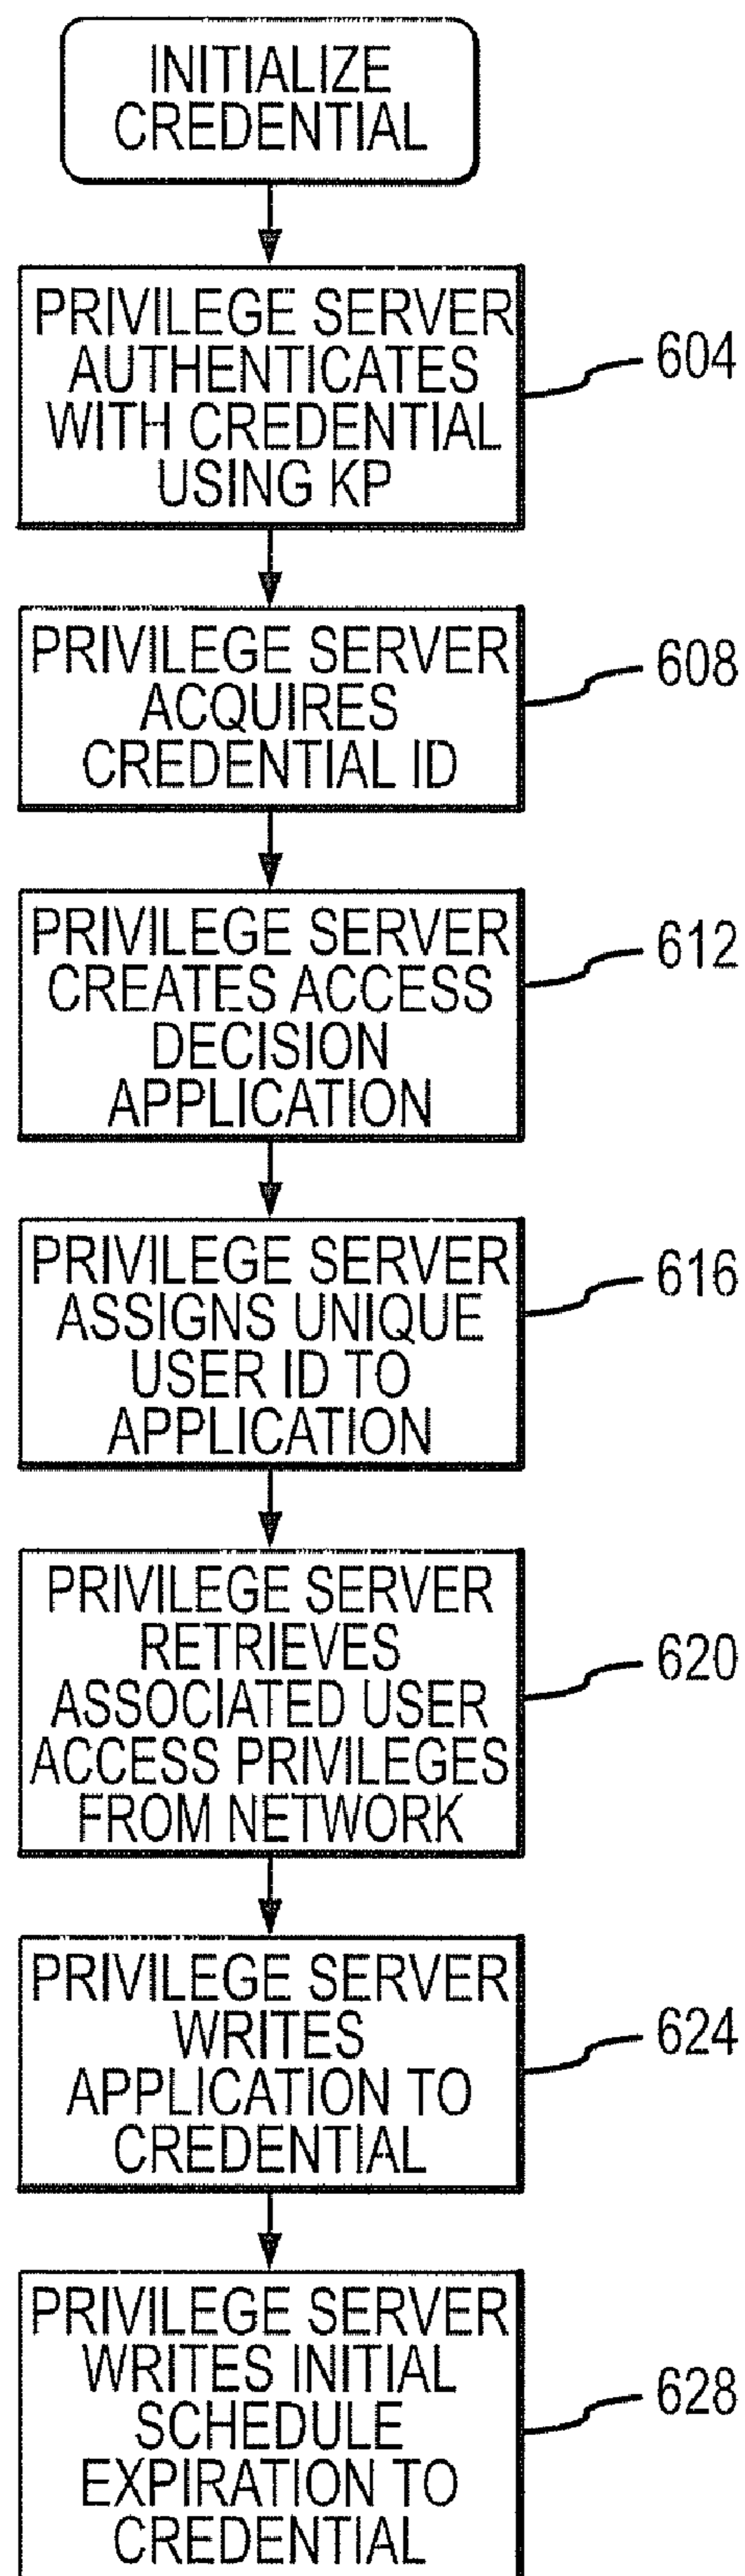 INITIALIZE
CREDENTIAL
PRIVILEGE SERVER
AUTHENTICATES
WITH CREDENTIAL
USING KP
604
PRIVILEGE SERVER
ACQUIRES
CREDENTIAL ID
608
PRIVILEGE SERVER
CREATES ACCESS
DECISION
APPLICATION
612
PRIVILEGE SERVER
ASSIGNS UNIQUE
USER ID TO
APPLICATION
616
PRIVILEGE SERVER
RETRIEVES
ASSOCIATED USER
ACCESS PRIVILEGES
FROM NETWORK
620
PRIVILEGE SERVER
WRITES
APPLICATION TO
CREDENTIAL
624
PRIVILEGE SERVER
WRITES INITIAL
SCHEDULE
EXPIRATION TO
CREDENTIAL
628